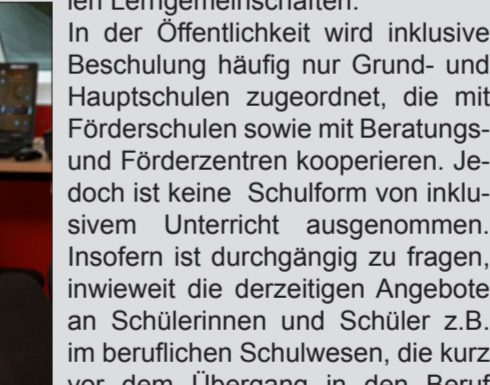 len Lerngemeinschaften.
In der Öffentlichkeit wird inklusive
Beschulung häufig nur Grund- und
Hauptschulen zugeordnet, die mit
Förderschulen sowie mit Beratungs-
und Förderzentren kooperieren. Je-
doch ist keine Schulform von inklu-
sivem Unterricht ausgenommen.
Insofern ist durchgängig zu fragen,
inwieweit die derzeitigen Angebote
an Schülerinnen und Schüler z.B.
im beruflichen Schulwesen, die kurz
vor dem Übergang in den Beruf